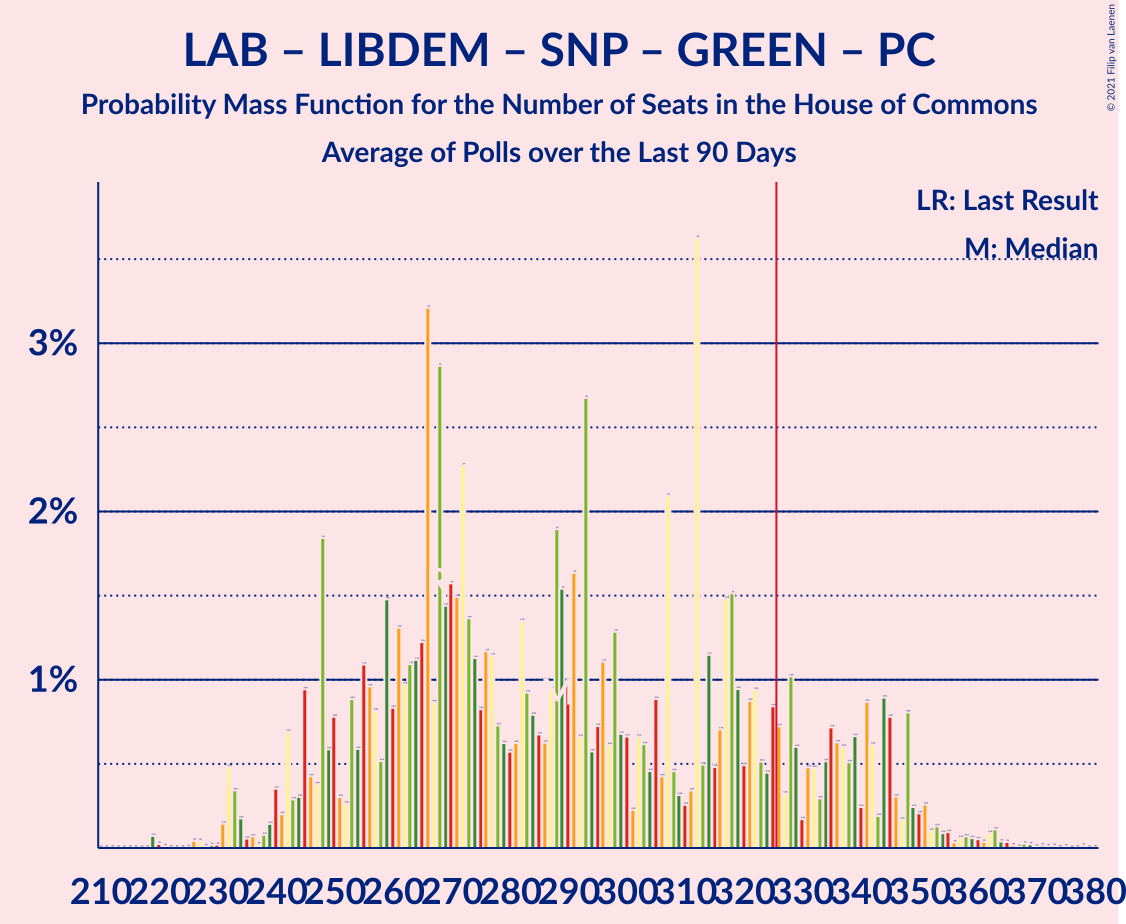 LAB – LIBDEM – SNP – GREEN – PC
Probability Mass Function for the Number of Seats in the House of Commons
Average of Polls over the Last 90 Days
© 2021 Filip van Laenen
LR: Last Result
M: Median
3%
2%
1%
210 220 230 240 250 260 270 280 290 300 310 320 330 340 350 360 370 380